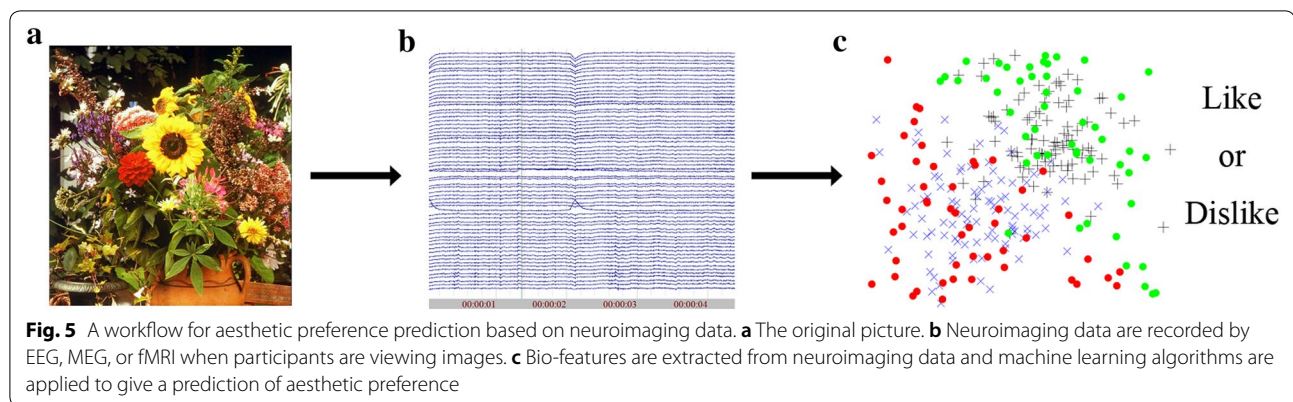 a
b
c
Like
or
Dislike
00:00:01 00:00:02 00:00:03 00:00:04
Fig. 5 A workflow for aesthetic preference prediction based on neuroimaging data. a The original picture. b Neuroimaging data are recorded by
EEG, MEG, or fMRI when participants are viewing images. c Bio-features are extracted from neuroimaging data and machine learning algorithms are
applied to give a prediction of aesthetic preference